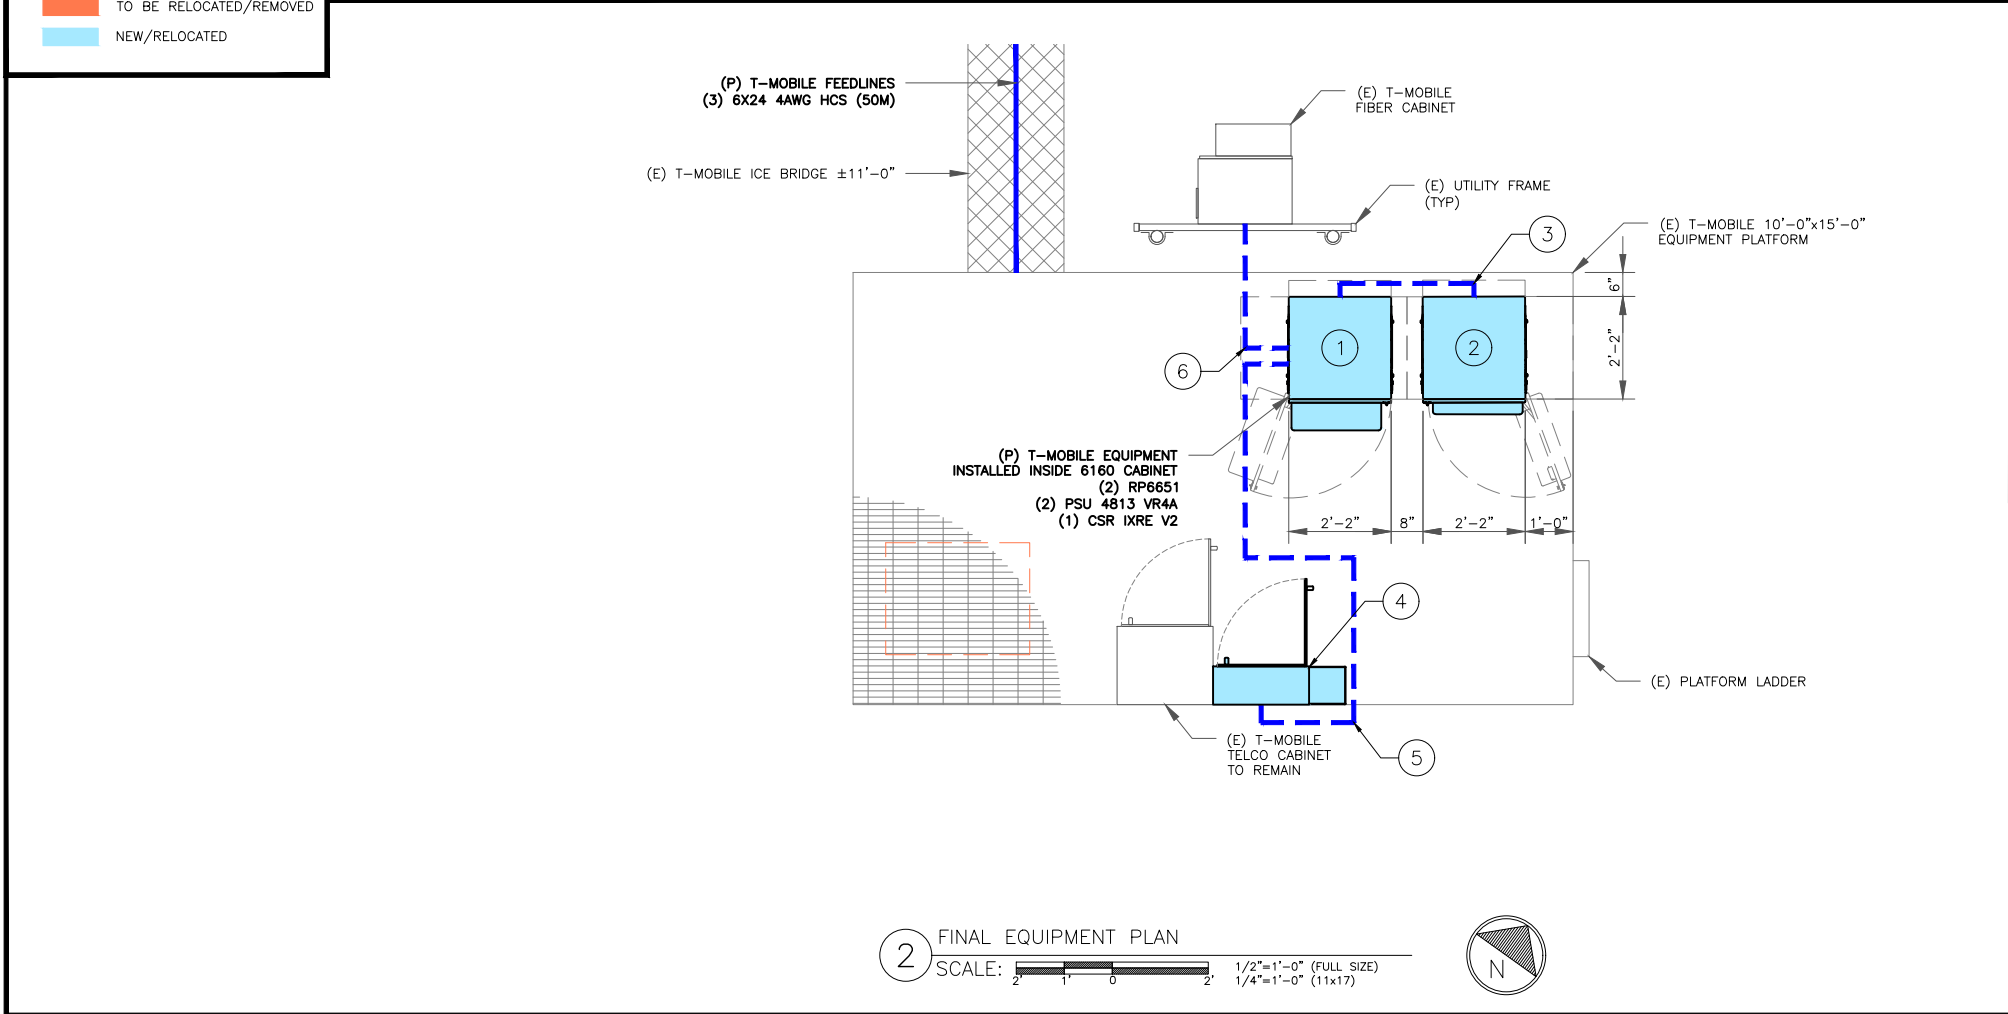 TO BE RELOCATED/REMOVED
NEW/RELOCATED
(P) T-MOBILE FEEDLINES
(3) 6X24 4AWG HCS (50M)
(E) T-MOBILE ICE BRIDGE ±11'-0"
(E) T-MOBILE
FIBER CABINET
(E) UTILITY FRAME
(TYP)
3
(E) T-MOBILE 10'-0"x15'-0"
EQUIPMENT PLATFORM
6"
2'-2"
1
2
6
(P) T-MOBILE EQUIPMENT
INSTALLED INSIDE 6160 CABINET
(2) RP6651
(2) PSU 4813 VR4A
(1) CSR IXRE V2
2'-2"
8"
2'-2"
1'-0"
4
(E) PLATFORM LADDER
(E) T-MOBILE
TELCO CABINET
TO REMAIN
5
2
FINAL EQUIPMENT PLAN
SCALE:
2' 1' 0 2'
1/2"=1'-0" (FULL SIZE)
1/4"=1'-0" (11x17)
N